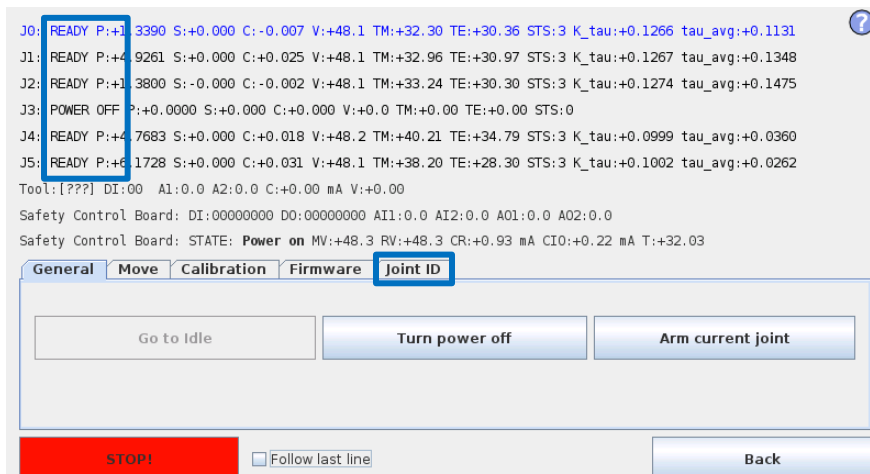 J0: READY P:+1.3390 S:+0.000 C:-0.007 V:+48.1 TM:+32.30 TE:+30.36 STS:3 K_tau:+0.1266 tau_avg:+0.1131
?
J1: READY P:+4.9261 S:+0.000 C:+0.025 V:+48.1 TM:+32.96 TE:+30.97 STS:3 K_tau:+0.1267 tau_avg:+0.1348
J2: READY P:+1.3800 S:-0.000 C:-0.002 V:+48.1 TM:+33.24 TE:+30.30 STS:3 K_tau:+0.1274 tau_avg:+0.1475
J3: POWER OFF P:+0.0000 S:+0.000 C:+0.000 V:+0.0 TM:+0.00 TE:+0.00 STS:0
J4: READY P:+4.7683 S:+0.000 C:+0.018 V:+48.2 TM:+40.21 TE:+34.79 STS:3 K_tau:+0.0999 tau_avg:+0.0360
J5: READY P:+6.1728 S:+0.000 C:+0.031 V:+48.1 TM:+38.20 TE:+28.30 STS:3 K_tau:+0.1002 tau_avg:+0.0262
Tool:[???] DI:00 A1:0.0 A2:0.0 C:+0.00 mA V:+0.00
Safety Control Board: DI:00000000 DO:00000000 AI1:0.0 AI2:0.0 AO1:0.0 AO2:0.0
Safety Control Board: STATE: Power on MV:+48.3 RV:+48.3 CR:+0.93 mA CIO:+0.22 mA T:+32.03
General Move Calibration Firmware Joint ID
Go to Idle Turn power off Arm current joint
STOP! Follow last line Back